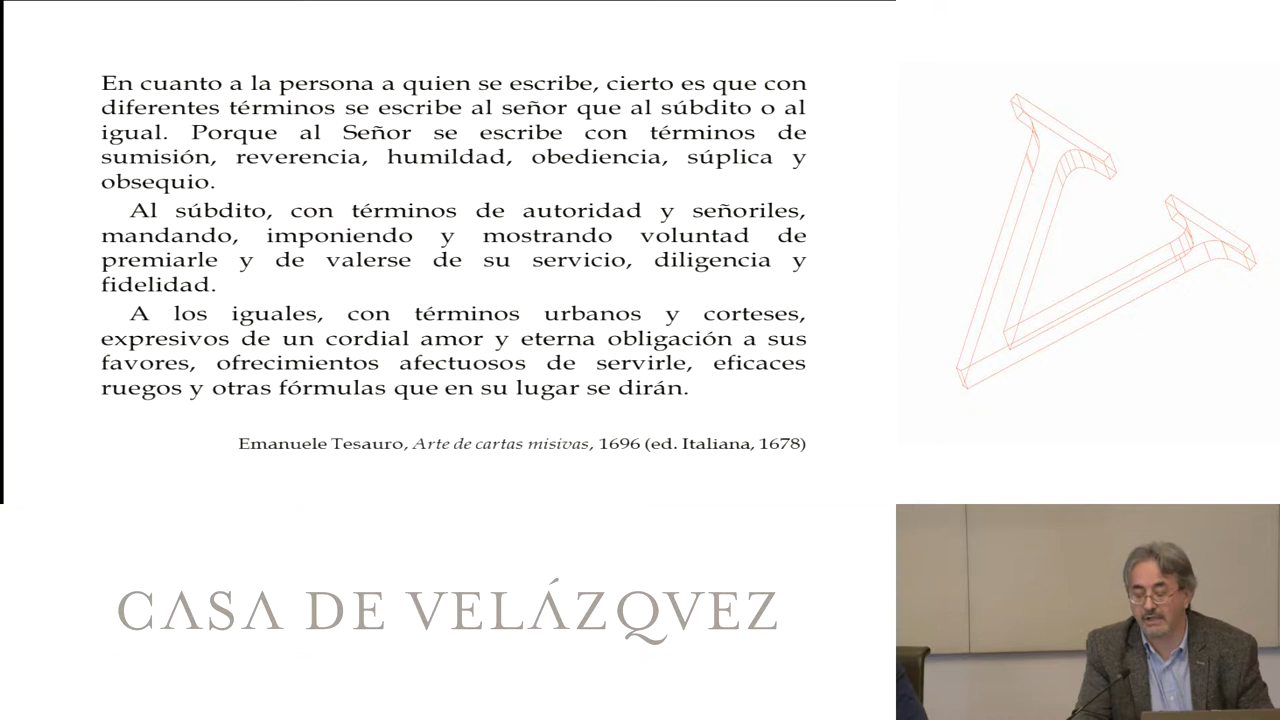 En cuanto a la persona a quien se escribe, cierto es que con
diferentes términos se escribe al señor que al súbdito o al
igual. Porque al Señor se escribe con términos de
sumisión, reverencia, humildad, obediencia, súplica y
obsequio.
Al súbdito, con términos de autoridad y señoriles,
mandando, imponiendo y mostrando voluntad de
premiarle y de valerse de su servicio, diligencia y
fidelidad.
A los iguales, con términos urbanos y corteses,
expresivos de un cordial amor y eterna obligación a sus
favores, ofrecimientos afectuosos de servirle, eficaces
ruegos y otras fórmulas que en su lugar se dirán.
Emanuele Tesauro, Arte de cartas misivas, 1696 (ed. Italiana, 1678)
CASA DE VELÁZQVEZ